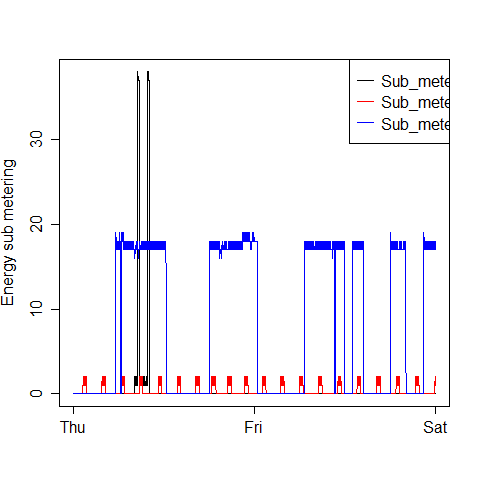 Sub_mete
Sub_mete
Sub_mete
Energy sub metering
30
20
10
0
Thu Fri Sat